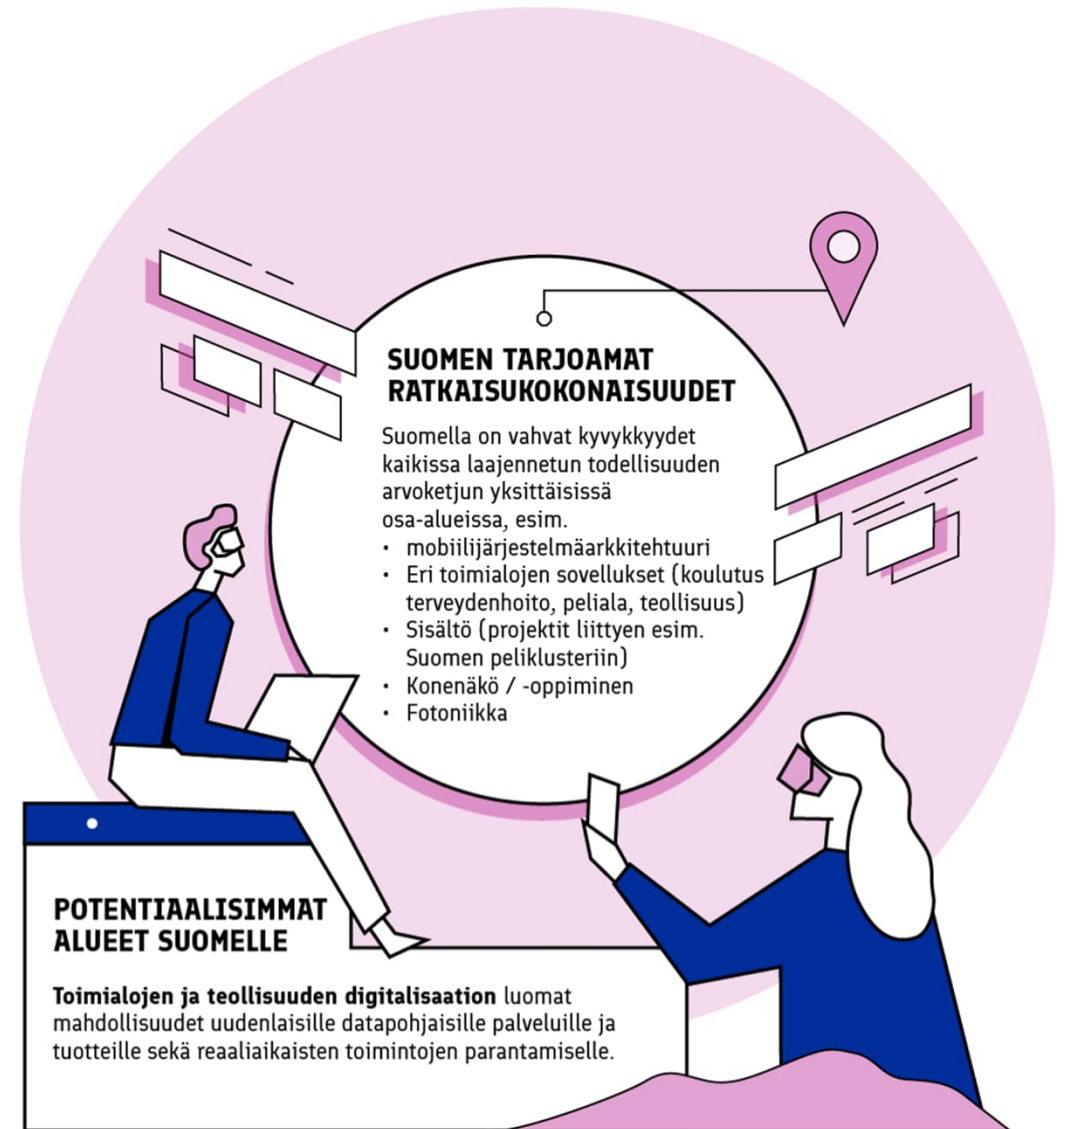 SUOMEN TARJOAMAT
RATKAISUKOKONAISUUDET
Suomella on vahvat kyvykkyydet
kaikissa laajennetun todellisuuden
arvoketjun yksittäisissä
osa-alueissa, esim.
• mobiilijärjestelmäarkkitehtuuri
• Eri toimialojen sovellukset (koulutus
terveydenhoito, peliala, teollisuus)
• Sisältö (projektit liittyen esim.
Suomen peliklusteriin)
• Konenäkö / -oppiminen
• Fotoniikka
POTENTIAALISIMMAT
ALUEET SUOMELLE
Toimialojen ja teollisuuden digitalisaation luomat
mahdollisuudet uudenlaisille datapohjaisille palveluille ja
tuotteille sekä reaaliaikaisten toimintojen parantamiselle.